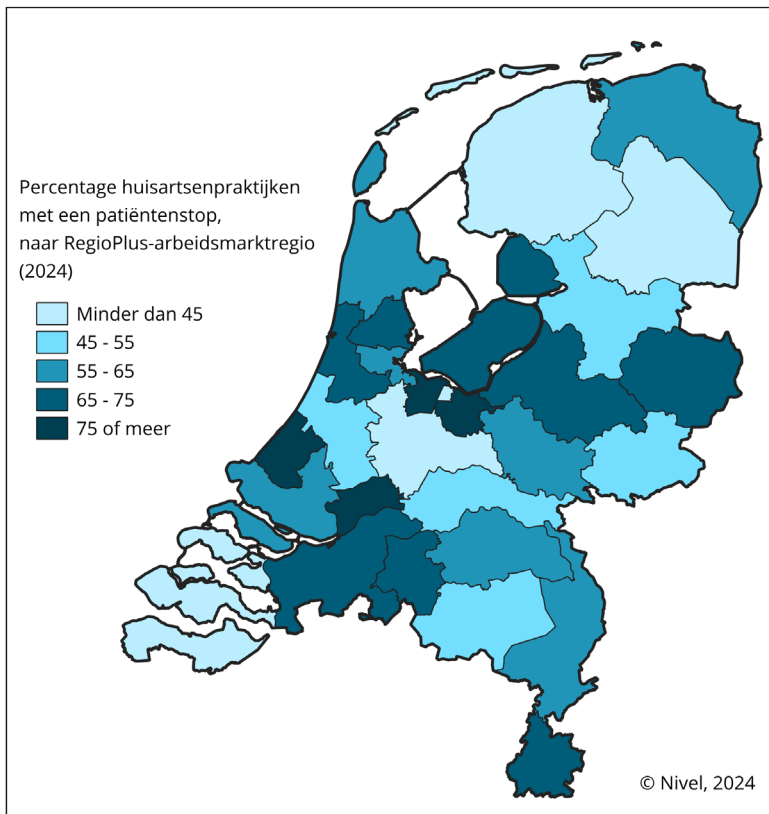 Percentage huisartsenpraktijken
met een patiëntenstop,
naar RegioPlus-arbeidsmarktregio
(2024)
Minder dan 45
45 - 55
55 - 65
65 - 75
75 of meer
© Nivel, 2024